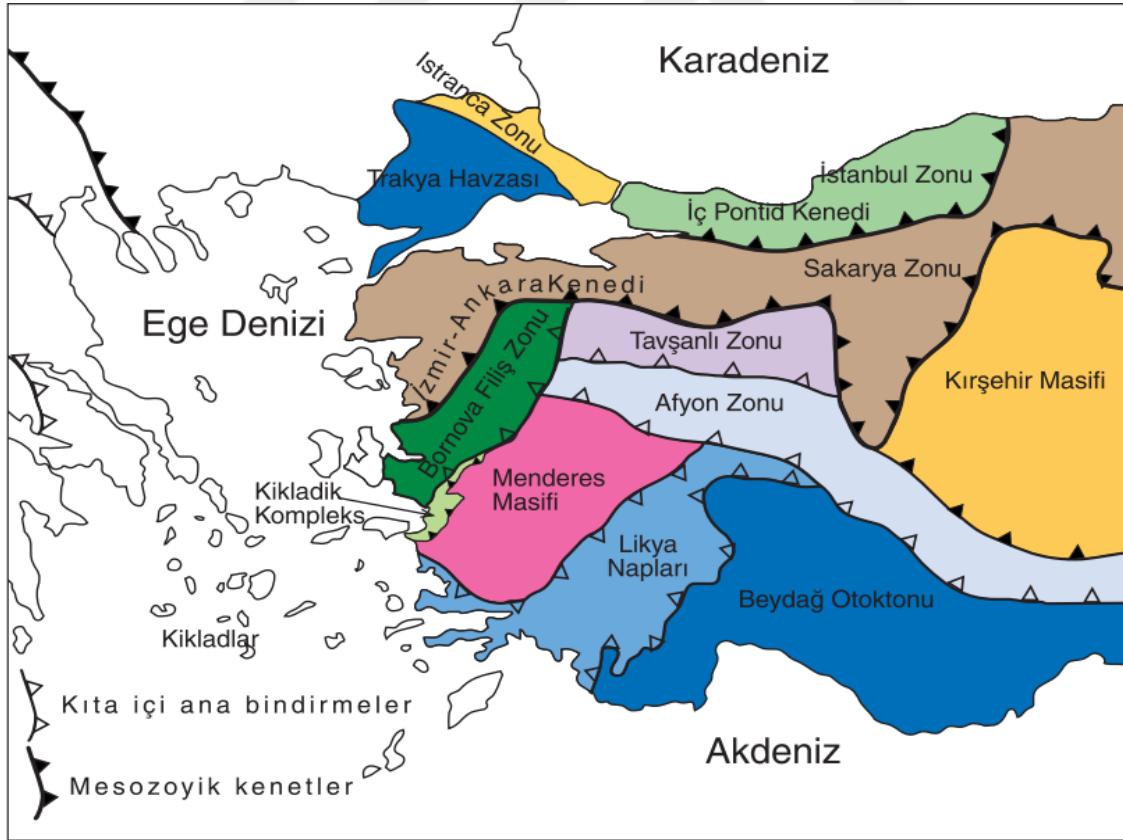 Karadeniz
Istranca Zonu
Trakya Havzası
İstanbul Zonu
İç Pontid Kenedi
Sakarya Zonu
İzmir-Ankara Kenedi
Ege Denizi
Bornova Filiş Zonu
Tavşanlı Zonu
Kırşehir Masifi
Afyon Zonu
Menderes
Masifi
Kikladik
Kompleks
Likya
Napları
Beydağ Otoktonu
Kikladlar
Kıta içi ana bindirmeler
Akdeniz
Mesozoyik kenetler